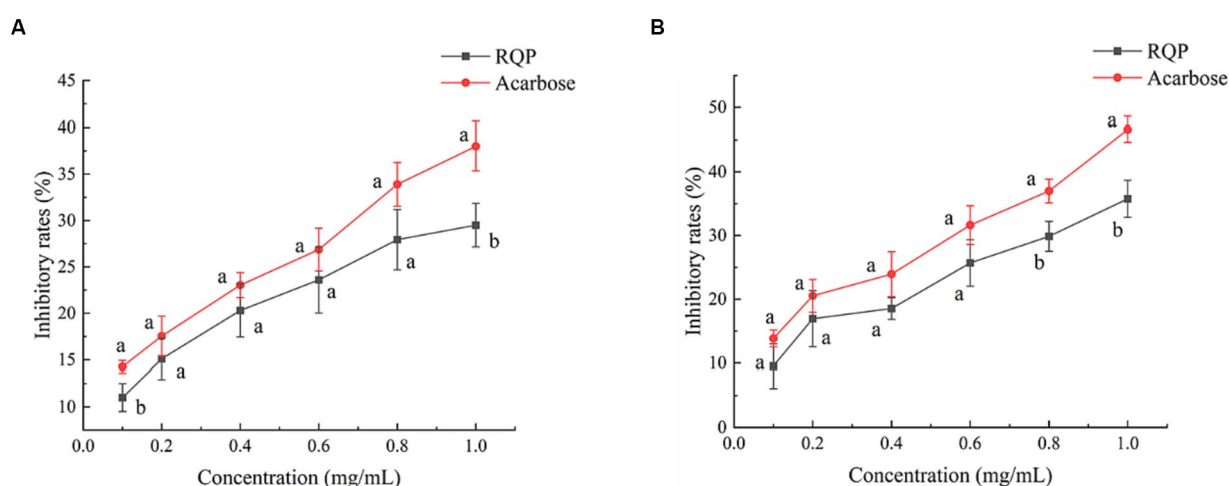 A
RQP
Acarbose
45
40
35
30
25
20
15
10
Inhibitory rates (%)
a
a
a
a
a
a
b
a
a
a
a
b
0.0
0.2
0.4
0.6
0.8
1.0
Concentration (mg/mL)
B
RQP
Acarbose
50
40
30
20
10
0
Inhibitory rates (%)
a
a
a
a
a
a
a
a
a
a
b
b
0.0
0.2
0.4
0.6
0.8
1.0
Concentration (mg/mL)